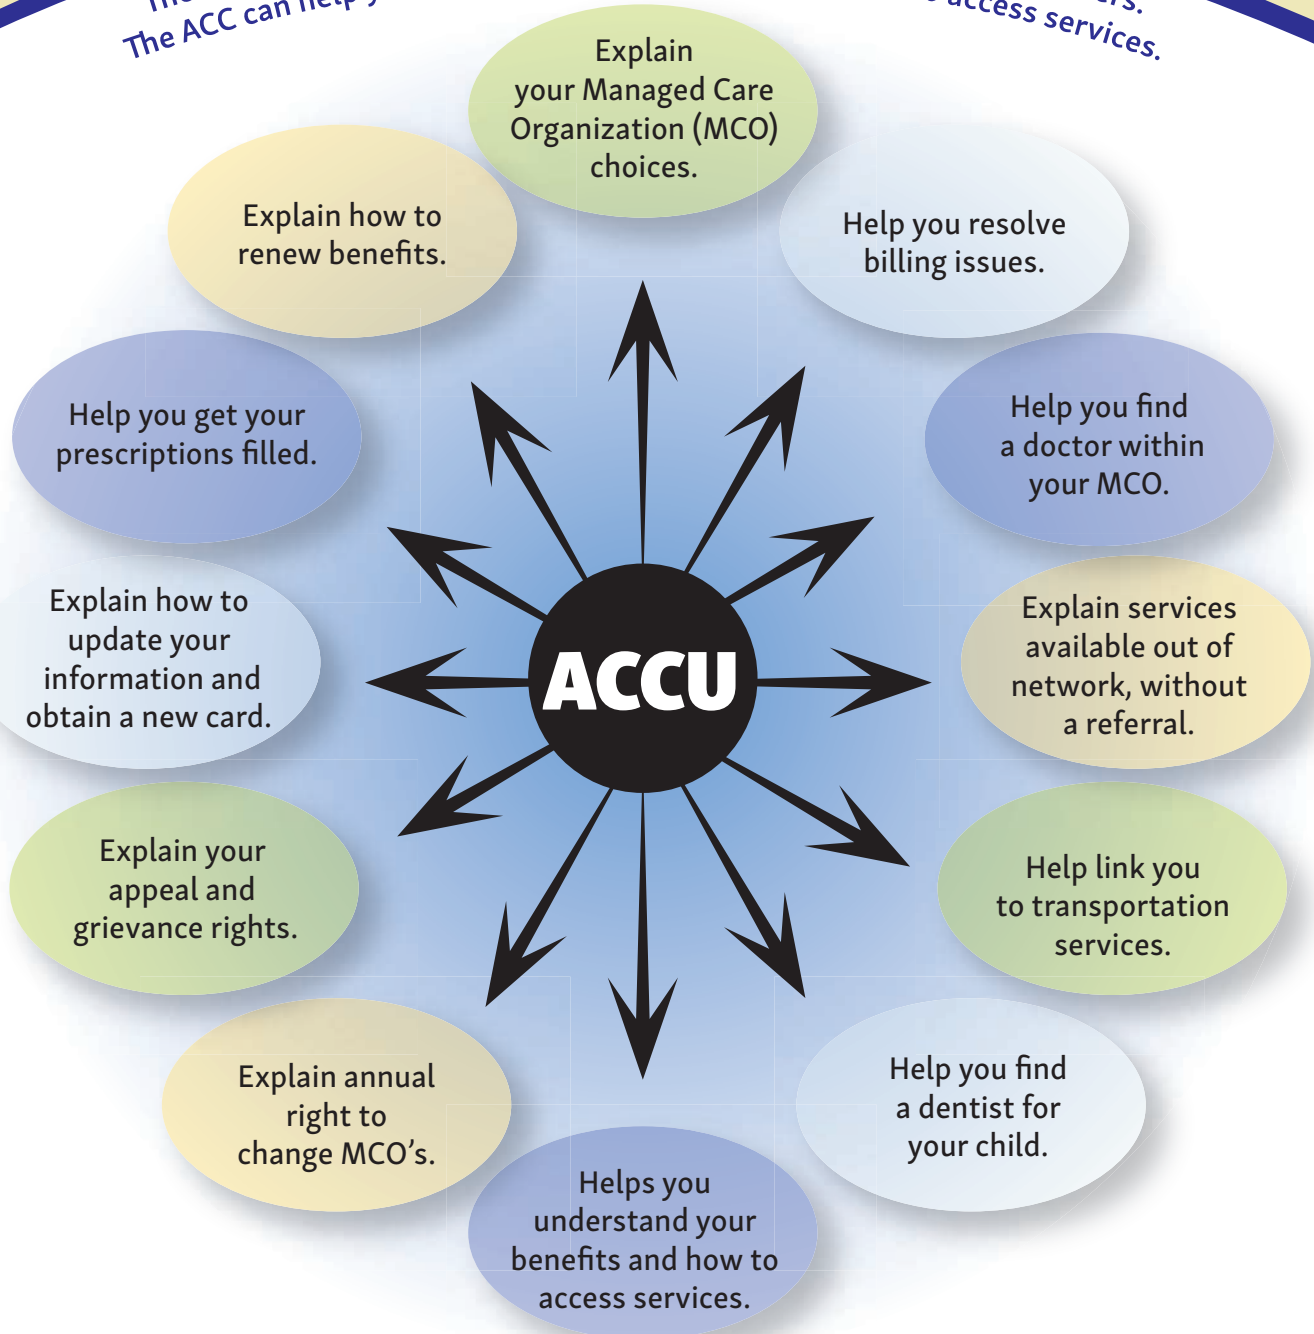 The ACC can help y
rs.
access services.
Explain
your Managed Care
Organization (MCO)
choices.
Help you resolve
billing issues.
Help you find
a doctor within
your MCO.
Explain services
available out of
network, without
a referral.
Help link you
to transportation
services.
Help you find
a dentist for
your child.
Helps you
understand your
benefits and how to
access services.
Explain annual
right to
change MCO’s.
Explain your
appeal and
grievance rights.
Explain how to
update your
information and
obtain a new card.
Help you get your
prescriptions filled.
Explain how to
renew benefits.
ACCU